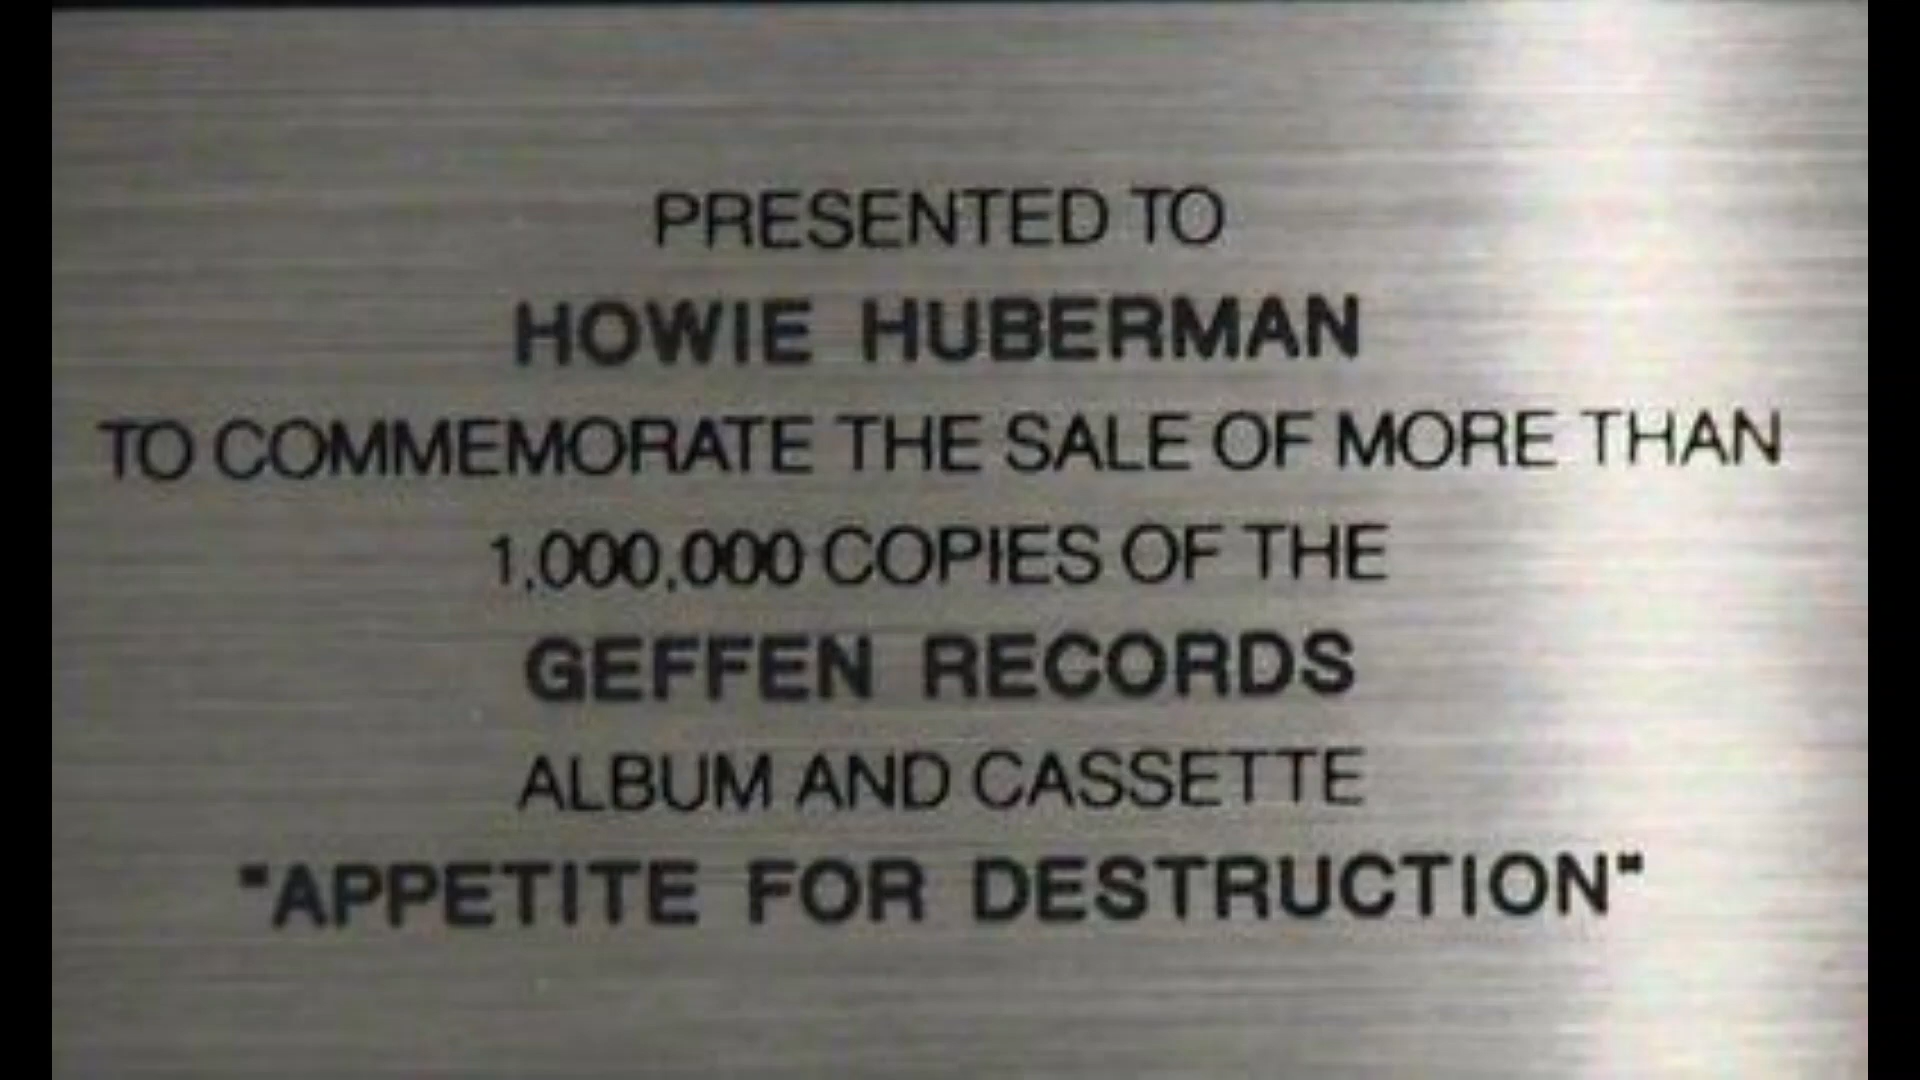 PRESENTED TO
HOWIE HUBERMAN
TO COMMEMORATE THE SALE OF MORE THAN
1,000,000 COPIES OF THE
GEFFEN RECORDS
ALBUM AND CASSETTE
"APPETITE FOR DESTRUCTION"